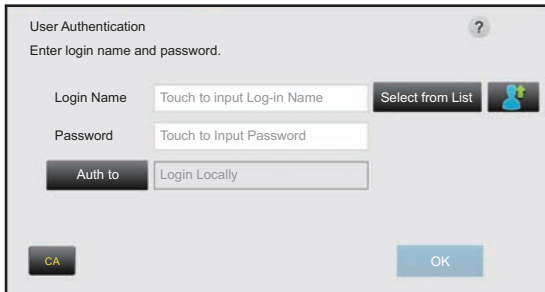 User Authentication
?
Enter login name and password.
Login Name
Touch to input Log-in Name
Select from List
Password
Touch to Input Password
Auth to
Login Locally
CA
OK